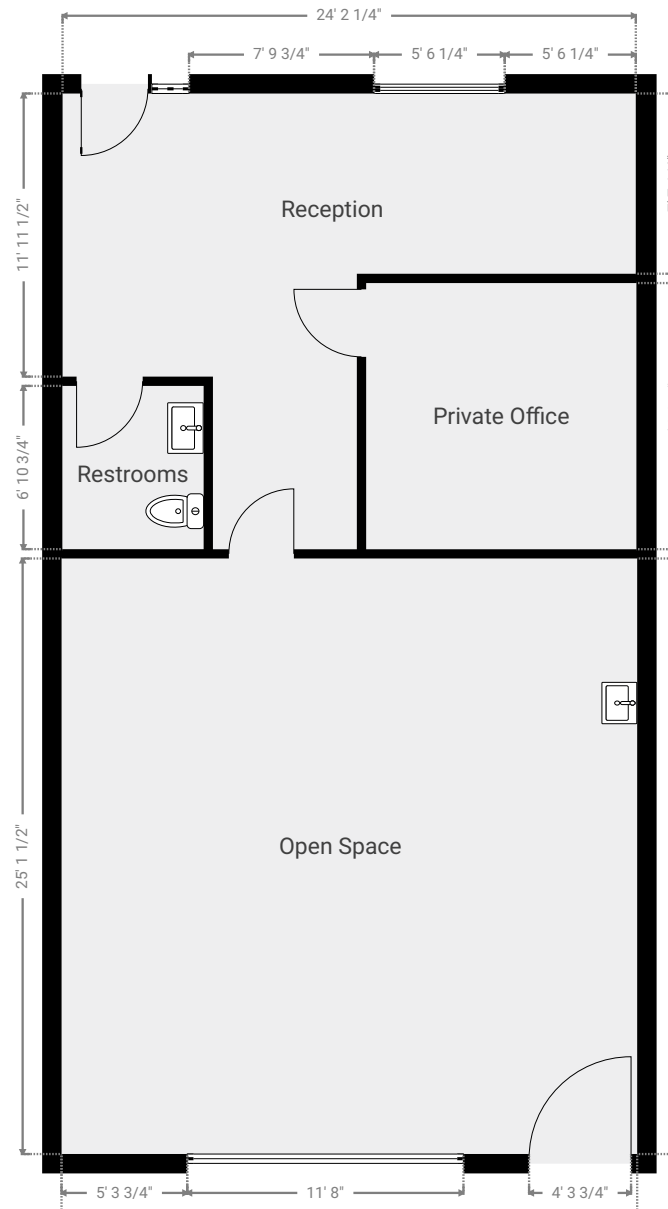 24' 2 1/4"
7' 9 3/4"
5' 6 1/4"
5' 6 1/4"
11' 11 1/2"
Reception
Private Office
6' 10 3/4"
Restrooms
25' 1 1/2"
Open Space
5' 3 3/4"
11' 8"
4' 3 3/4"